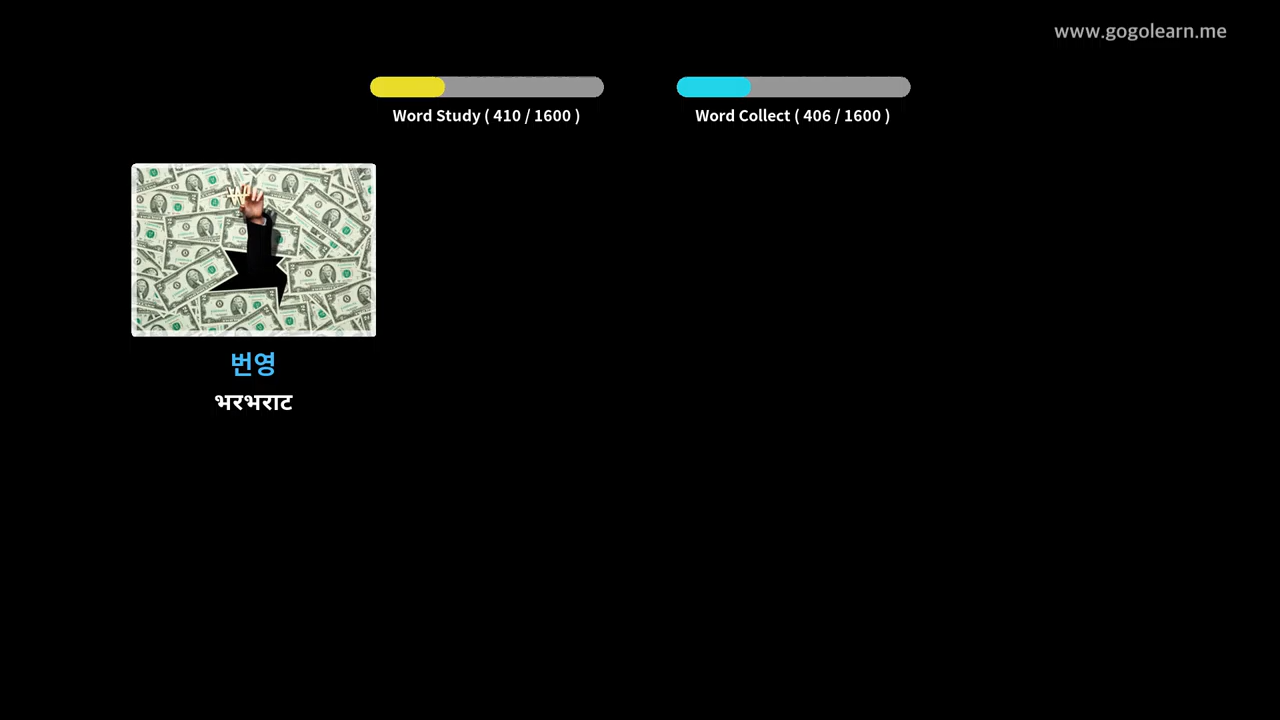 www.gogolearn.me
Word Study ( 410 / 1600 )
Word Collect ( 406 / 1600 )
₩
번영
भरभराट